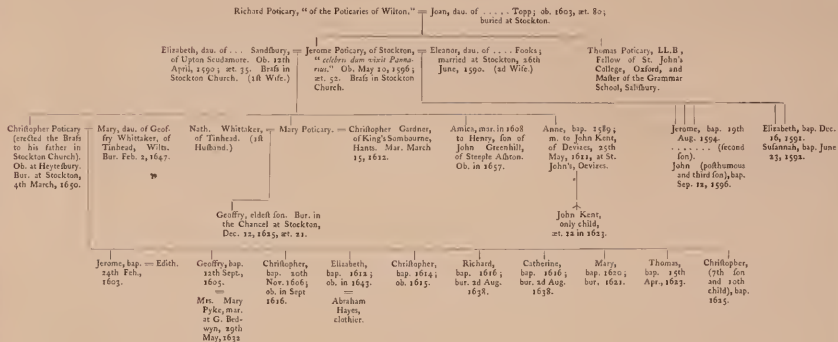 Richard Poticary, "of the Poticaries of Wilton." = Joan, dau. of . . . . . Topp; ob. 1603, æt. 80;
buried at Stockton.
Elizabeth, dau. of . . . Sandſbury,
of Upton Scudamore. Ob. 12th
April, 1590; æt. 35. Braſs in
Stockton Church. (1ſt Wife.)
= Jerome Poticary, of Stockton,
"celebris dum vixit Panna-
rius." Ob. May 10, 1596; æt. 52. Braſs in Stockton
Church.
= Eleanor, dau. of . . . . Fooks;
married at Stockton, 26th
June, 1590. (2d Wife.)
Thomas Poticary, LL.B,
Fellow of St. John's
College, Oxford, and
Maſter of the Grammar
School, Saliſbury.
Chriſtopher Poticary
(erected the Braſs
to his father in
Stockton Church).
Ob. at Heyteſbury.
Bur. at Stockton,
4th March, 1650.
= Mary, dau. of Geof-
fry Whittaker, of
Tinhead, Wilts.
Bur. Feb. 2, 1647.
Nath. Whittaker,
of Tinhead. (1ſt
Huſband.)
= Mary Poticary. =
Chriſtopher Gardner,
of King's Sombourne,
Hants. Mar. March
15, 1612.
Amica, mar. in 1608
to Henry, ſon of
John Greenhill,
of Steeple Aſhton.
Ob. in 1657.
Anne, bap. 1589;
m. to John Kent,
of Devizes, 25th
May, 1611, at St.
John's, Devizes.
Jerome, bap. 19th
Aug. 1594.
. . . . . . . (ſecond
ſon).
John (poſthumous
and third ſon), bap.
Sep. 12, 1596.
Elizabeth, bap. Dec.
16, 1591.
Suſannah, bap. June
23, 1592.
Geoffry, eldeſt ſon. Bur. in
the Chancel at Stockton,
Dec. 12, 1625, æt. 21.
John Kent,
only child,
æt. 12 in 1623.
Jerome, bap. = Edith.
24th Feb.,
1603.
Geoffry, bap.
12th Sept.,
1605.
=
Mrs. Mary
Pyke, mar.
at G. Bed-
wyn, 29th
May, 1632
Chriſtopher,
bap. 20th
Nov. 1606;
ob. in Sept
1616.
Elizabeth,
bap. 1612;
ob. in 1643.
=
Abraham
Hayes,
clothier.
Chriſtopher,
bap. 1614;
ob. 1615.
Richard,
bap. 1616;
bur. 2d Aug.
1638.
Catherine,
bap. 1616;
bur. 2d Aug.
1638.
Mary,
bap. 1620;
bur. 1621.
Thomas,
bap. 15th
Apr., 1623.
Chriſtopher,
(7th ſon
and 10th
child), bap.
1625.